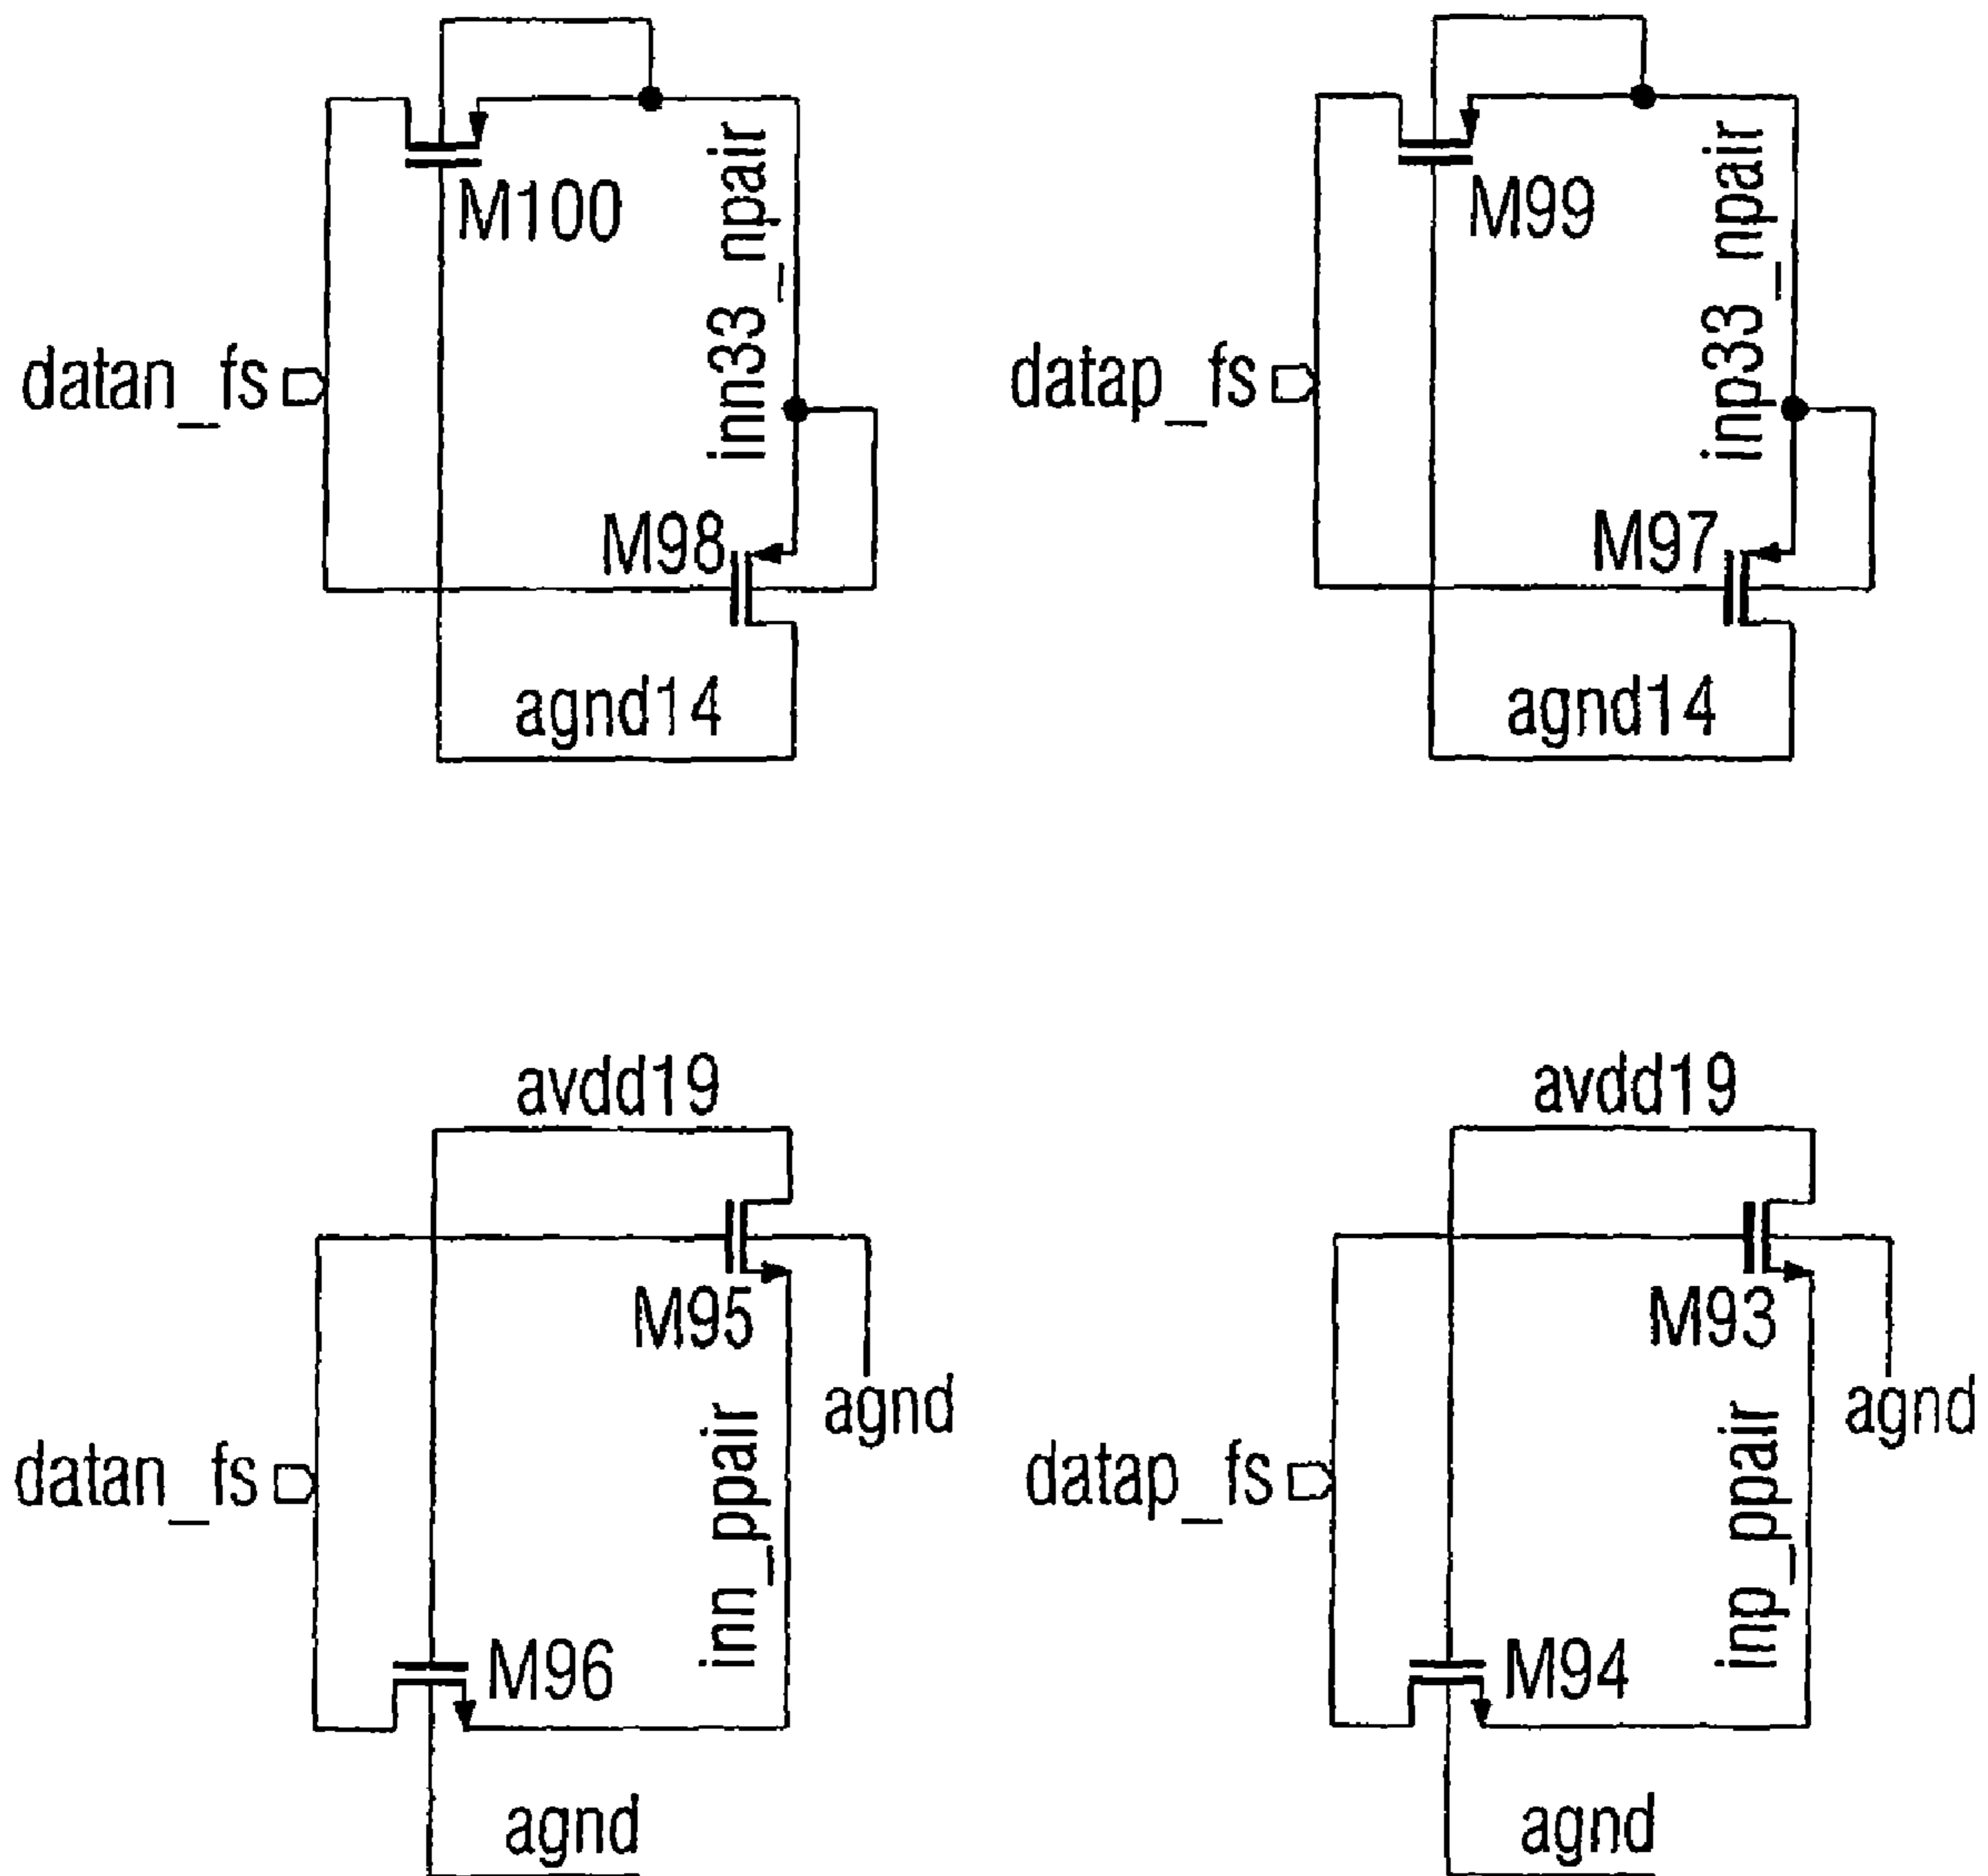 M100
inn33_npair
datan_fs
M98
agnd14
M99
inp33_npair
datap_fs
M97
agnd14
avdd19
M95
agnd
inn_ppair
datan_fs
M96
agnd
avdd19
M93
agnd
inp_ppair
datap_fs
M94
agnd